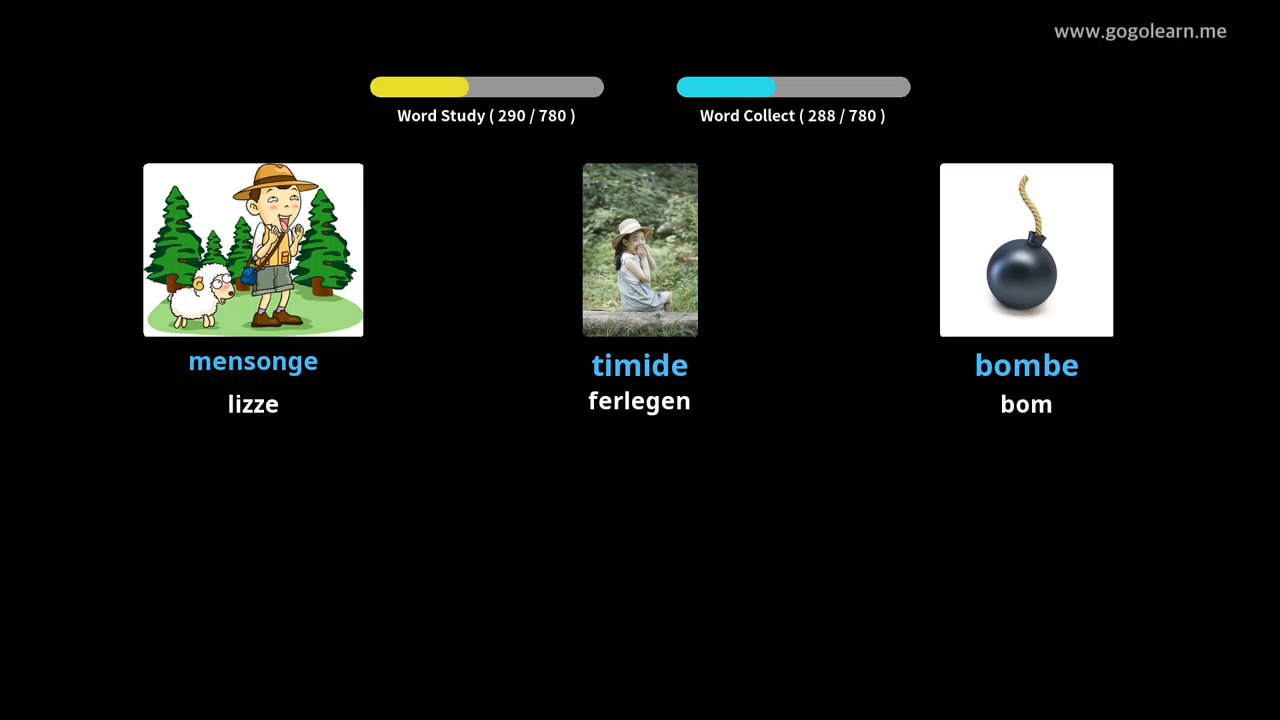 www.gogolearn.me
Word Study ( 290 / 780 )
Word Collect ( 288 / 780 )
mensonge
lizze
timide
ferlegen
bombe
bom